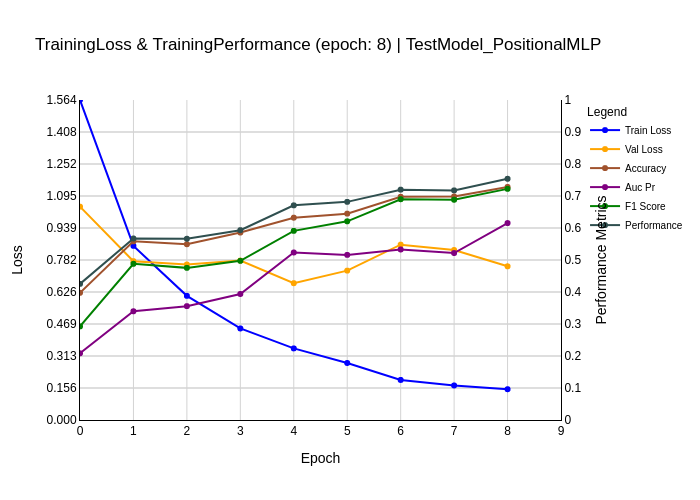 TrainingLoss & TrainingPerformance (epoch: 8) | TestModel_PositionalMLP
1.564
1.408
1.252
1.095
0.939
0.782
0.626
0.469
0.313
0.156
0.000
Loss
0 1 2 3 4 5 6 7 8 9
Epoch
1
0.9
0.8
0.7
0.6
0.5
0.4
0.3
0.2
0.1
0
Performance Metrics
Legend
Train Loss
Val Loss
Accuracy
Auc Pr
F1 Score
Performance